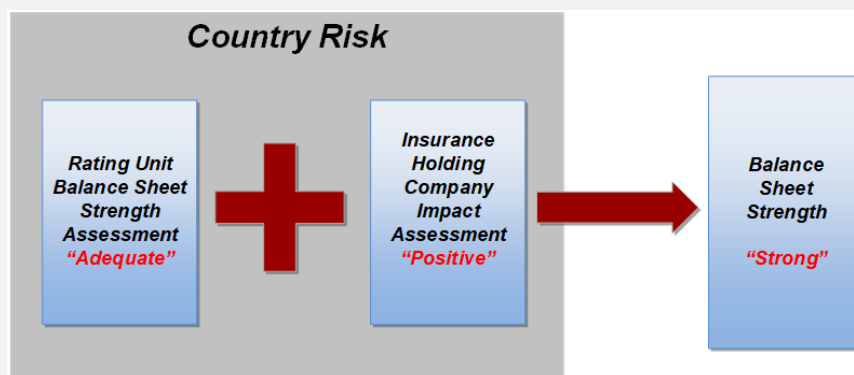 Country Risk
Rating Unit
Balance Sheet
Strength
Assessment
“Adequate”
Insurance
Holding
Company
Impact
Assessment
“Positive”
Balance
Sheet
Strength
“Strong”